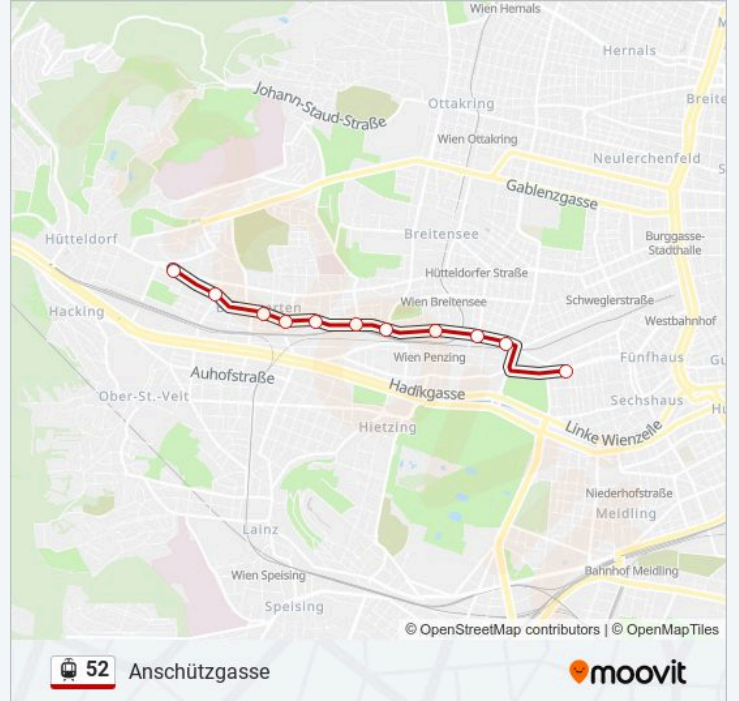 Wien Hernals
Hernals
Johann-Staud-Straße
Ottakring
Wien Ottakring
Neulerchenfeld
Gablenzgasse
Hütteldorf
Breitensee
Burggasse-
Stadthalle
Hütteldorfer Straße
Hacking
Wien Breitensee
Schweglerstraße
Westbahnhof
Wien Penzing
Fünfhaus
Auhofstraße
Hadikgasse
Ober-St.-Veit
Sechshaus
Hietzing
Linke Wienzeile
Niederhofstraße
Meidling
Lainz
Wien Speising
Bahnhof Meidling
Speising
© OpenStreetMap contributors | © OpenMapTiles
52 Anschützgasse
moovit